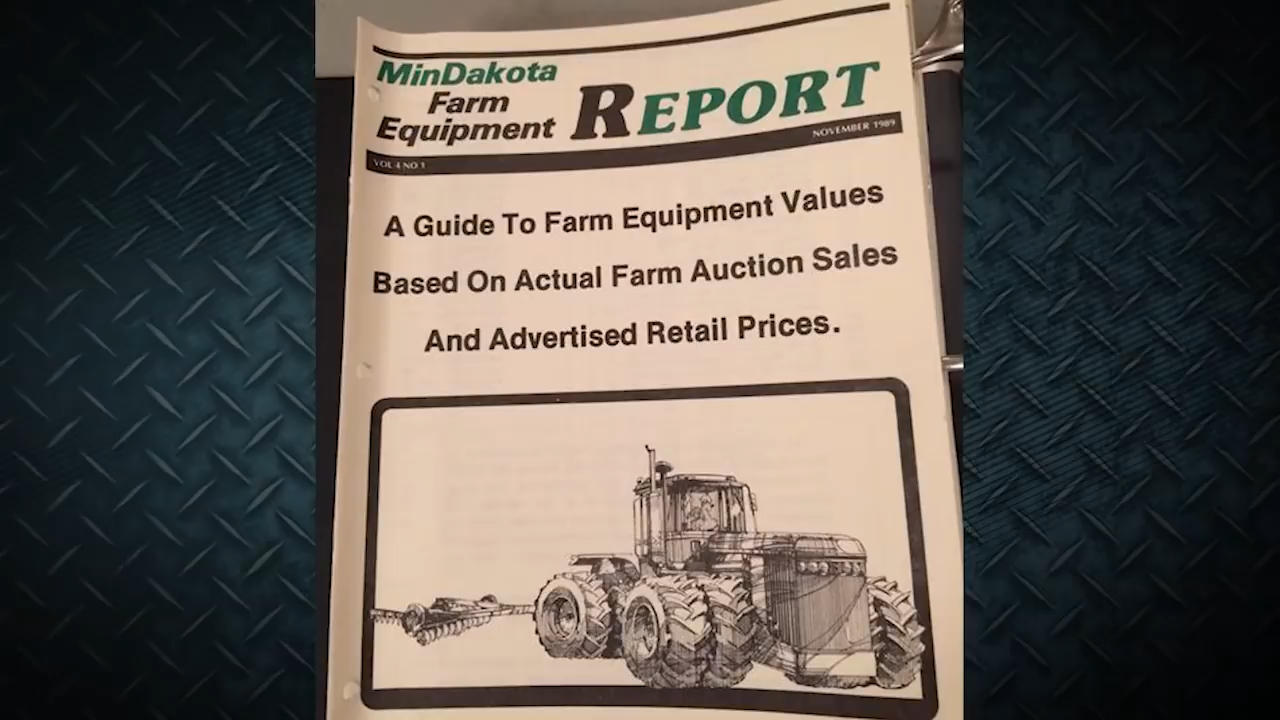 MinDakota
Farm
Equipment
REPORT
VOL 4 NO 1
NOVEMBER 1989
A Guide To Farm Equipment Values
Based On Actual Farm Auction Sales
And Advertised Retail Prices.